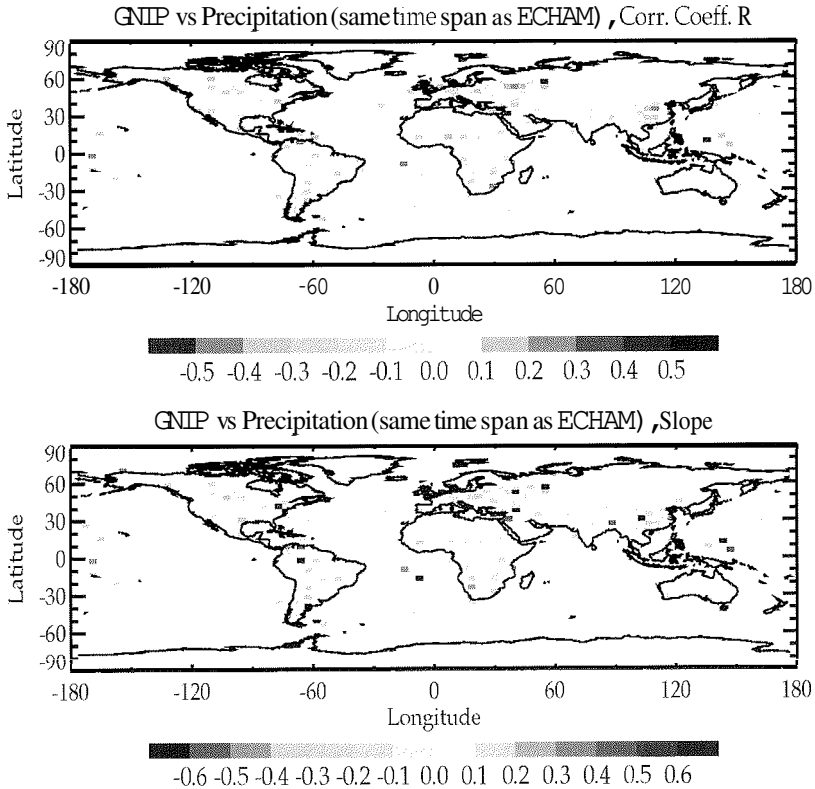 GNIP vs Precipitation (same time span as ECHAM), Corr. Coeff. R
90
60
30
0
-30
-60
-90
Latitude
-180 -120 -60 0 60 120 180
Longitude
-0.5 -0.4 -0.3 -0.2 -0.1 0.0 0.1 0.2 0.3 0.4 0.5
GNIP vs Precipitation (same time span as ECHAM), Slope
90
60
30
0
-30
-60
-90
Latitude
-180 -120 -60 0 60 120 180
Longitude
-0.6 -0.5 -0.4 -0.3 -0.2 -0.1 0.0 0.1 0.2 0.3 0.4 0.5 0.6